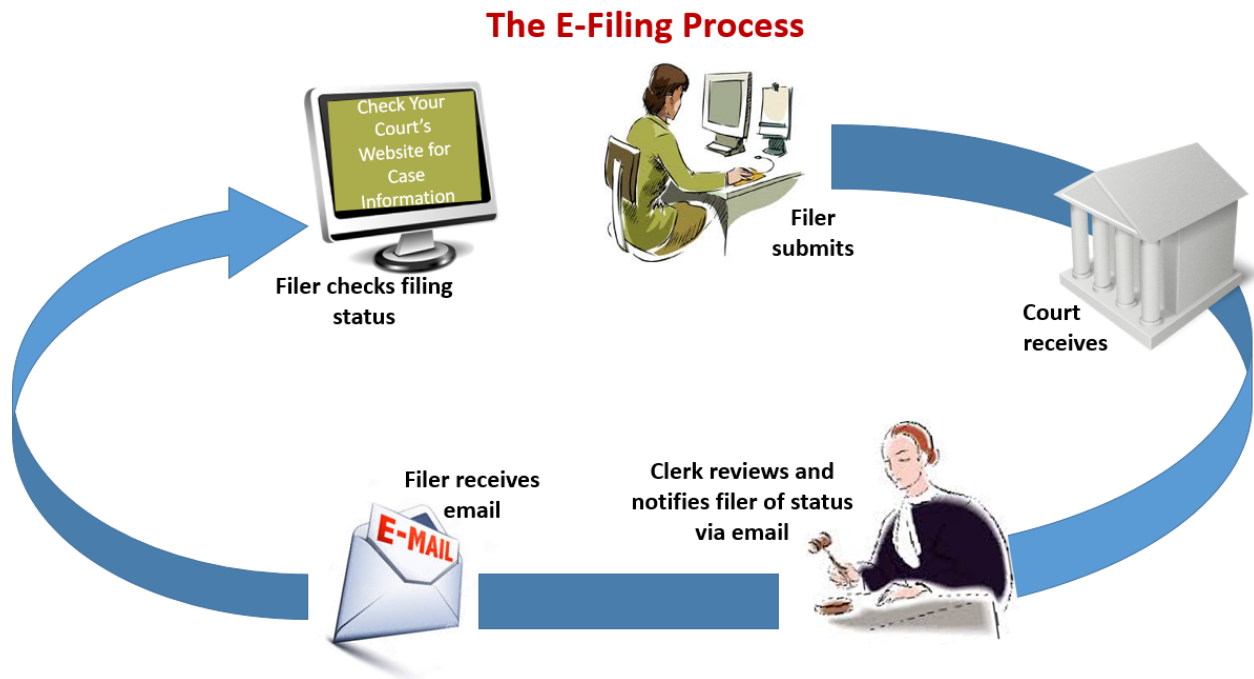 The E-Filing Process
Check Your
Court's
Website for
Case
Information
Filer checks filing
status
Filer
submits
Court
receives
Clerk reviews and
notifies filer of status
via email
Filer receives
email
E-MAIL